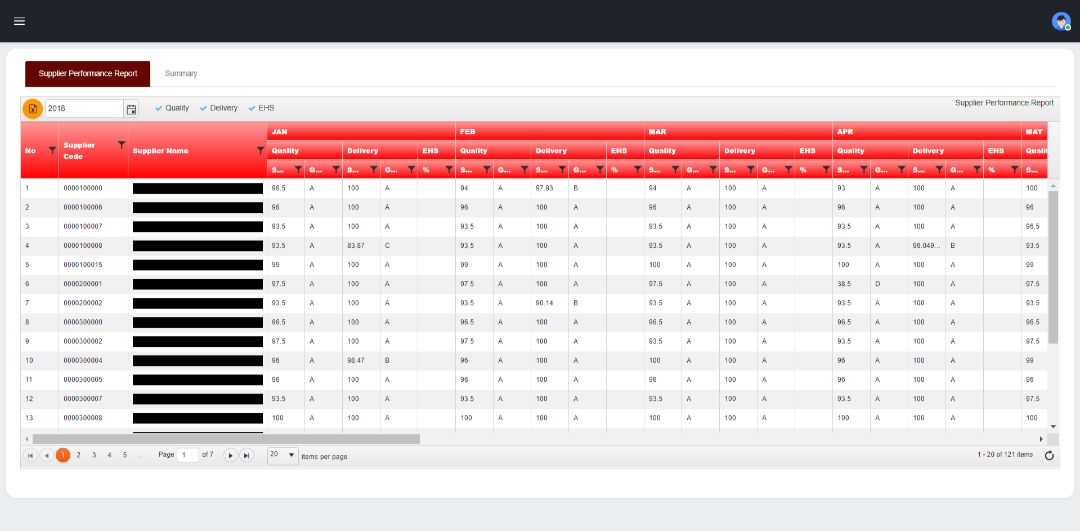 Supplier Performance Report Summary
2018 Quality Delivery EHS Supplier Performance Report
JAN FEB MAR APR MAY
No Supplier Code Supplier Name Quality Delivery EHS Quality Delivery EHS Quality Delivery EHS Quality Delivery EHS Qualit
S... G... S... G... % S... G... S... G... % S... G... S... G... % S... G... S... G... % S...
1 0000100000 96.5 A 100 A 94 A 97.93 B 94 A 100 A 93 A 100 A 100
2 0000100006 96 A 100 A 96 A 100 A 96 A 100 A 96 A 100 A 96
3 0000100007 93.5 A 100 A 93.5 A 100 A 93.5 A 100 A 93.5 A 100 A 96.5
4 0000100008 93.5 A 83.87 C 93.5 A 100 A 93.5 A 100 A 93.5 A 96.049... B 93.5
5 0000100015 99 A 100 A 99 A 100 A 100 A 100 A 100 A 100 A 99
6 0000200001 97.5 A 100 A 97.5 A 100 A 97.5 A 100 A 38.5 D 100 A 97.5
7 0000200002 93.5 A 100 A 93.5 A 90.14 B 93.5 A 100 A 93.5 A 100 A 93.5
8 0000300000 96.5 A 100 A 96.5 A 100 A 96.5 A 100 A 96.5 A 100 A 96.5
9 0000300002 97.5 A 100 A 97.5 A 100 A 93.5 A 100 A 93.5 A 100 A 97.5
10 0000300004 96 A 98.47 B 96 A 100 A 100 A 100 A 96 A 100 A 99
11 0000300005 96 A 100 A 96 A 100 A 96 A 100 A 96 A 100 A 96
12 0000300007 93.5 A 100 A 93.5 A 100 A 93.5 A 100 A 93.5 A 100 A 97.5
13 0000300008 100 A 100 A 100 A 100 A 100 A 100 A 100 A 100 A 100
1 2 3 4 5 ... Page 1 of 7 20 items per page 1 - 20 of 121 items